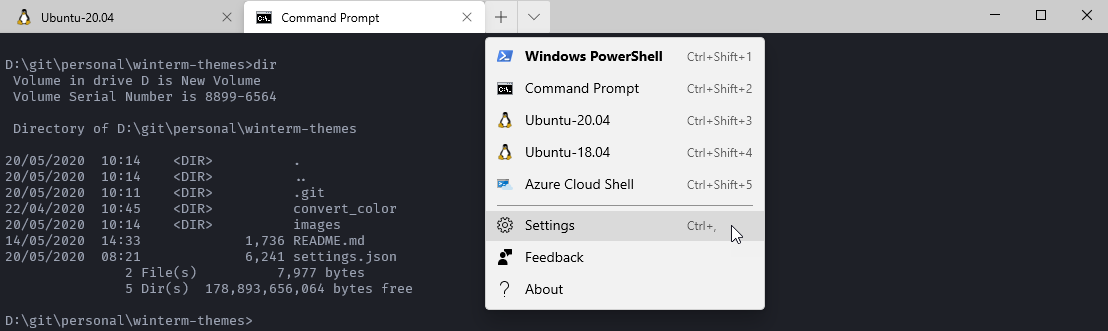 Ubuntu-20.04
Command Prompt
D:\git\personal\winterm-themes>dir
Volume in drive D is New Volume
Volume Serial Number is 8899-6564
Directory of D:\git\personal\winterm-themes
20/05/2020  10:14    <DIR>          .
20/05/2020  10:14    <DIR>          ..
20/05/2020  10:11    <DIR>          .git
22/04/2020  10:45    <DIR>          convert_color
20/05/2020  10:14    <DIR>          images
14/05/2020  14:33             1,736 README.md
20/05/2020  08:21             6,241 settings.json
2 File(s)          7,977 bytes
5 Dir(s)  178,893,656,064 bytes free
D:\git\personal\winterm-themes>
Windows PowerShell Ctrl+Shift+1
Command Prompt Ctrl+Shift+2
Ubuntu-20.04 Ctrl+Shift+3
Ubuntu-18.04 Ctrl+Shift+4
Azure Cloud Shell Ctrl+Shift+5
Settings Ctrl+,
Feedback
About